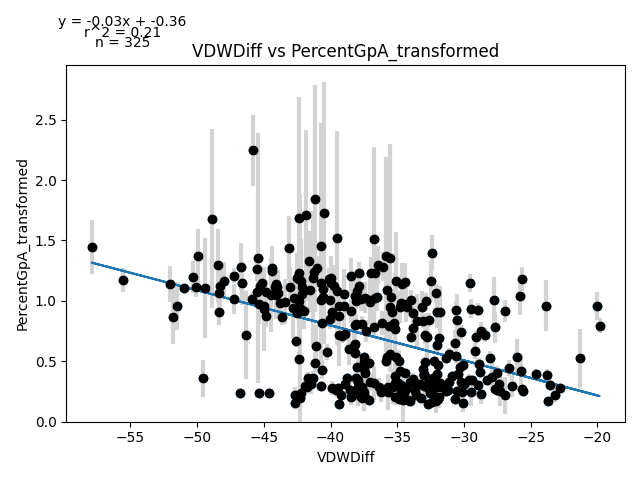 y = -0.03x + -0.36
r^2 = 0.21
n = 325
VDWDiff vs PercentGpA_transformed
PercentGpA_transformed
2.5
2.0
1.5
1.0
0.5
0.0
−55
−50
−45
−40
−35
−30
−25
−20
VDWDiff